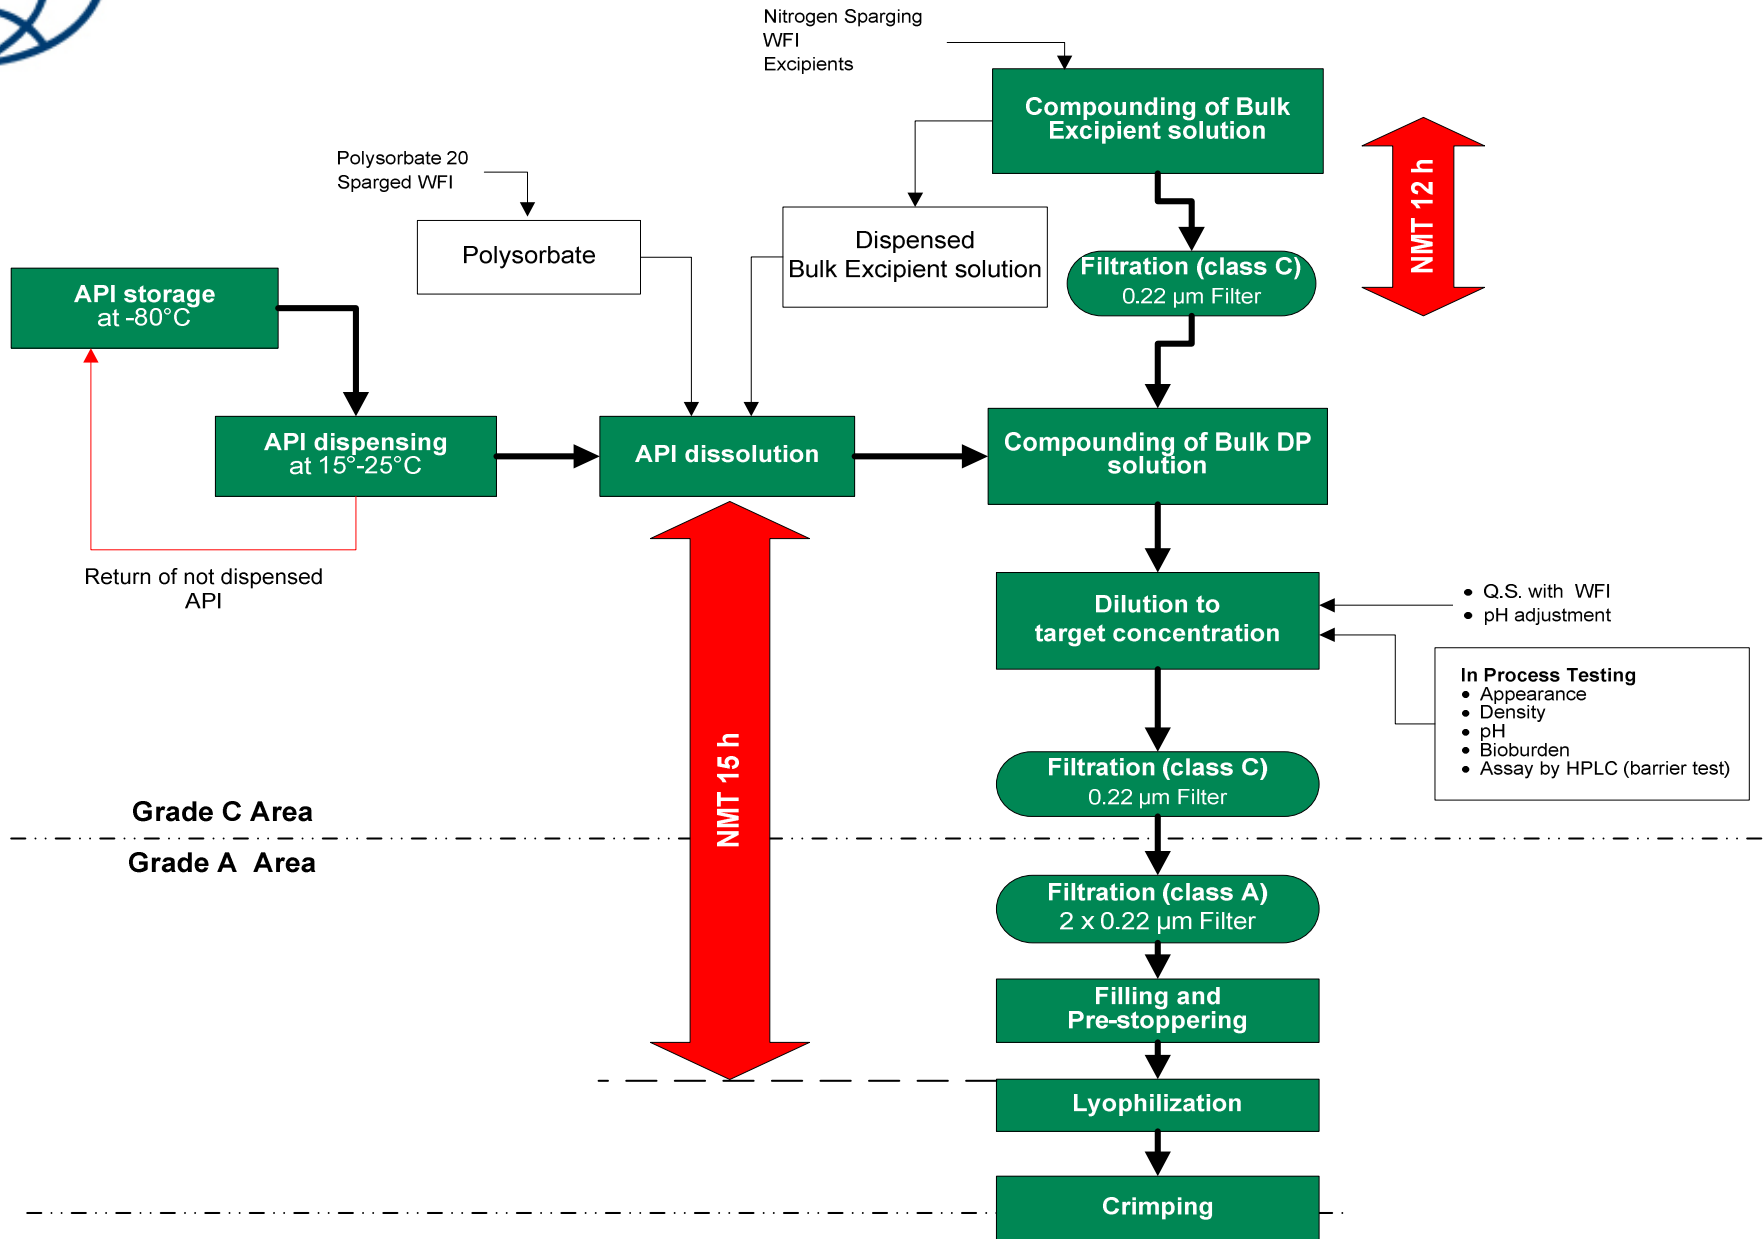 Nitrogen Sparging
WFI
Excipients
Compounding of Bulk
Excipient solution
NMT 12 h
Polysorbate 20
Sparged WFI
Polysorbate
Dispensed
Bulk Excipient solution
Filtration (class C)
0.22 µm Filter
API storage
at -80°C
API dispensing
at 15°-25°C
API dissolution
Compounding of Bulk DP
solution
Return of not dispensed
API
Dilution to
target concentration
• Q.S. with WFI
• pH adjustment
In Process Testing
• Appearance
• Density
• pH
• Bioburden
• Assay by HPLC (barrier test)
NMT 15 h
Filtration (class C)
0.22 µm Filter
Grade C Area
Grade A Area
Filtration (class A)
2 x 0.22 µm Filter
Filling and
Pre-stoppering
Lyophilization
Crimping